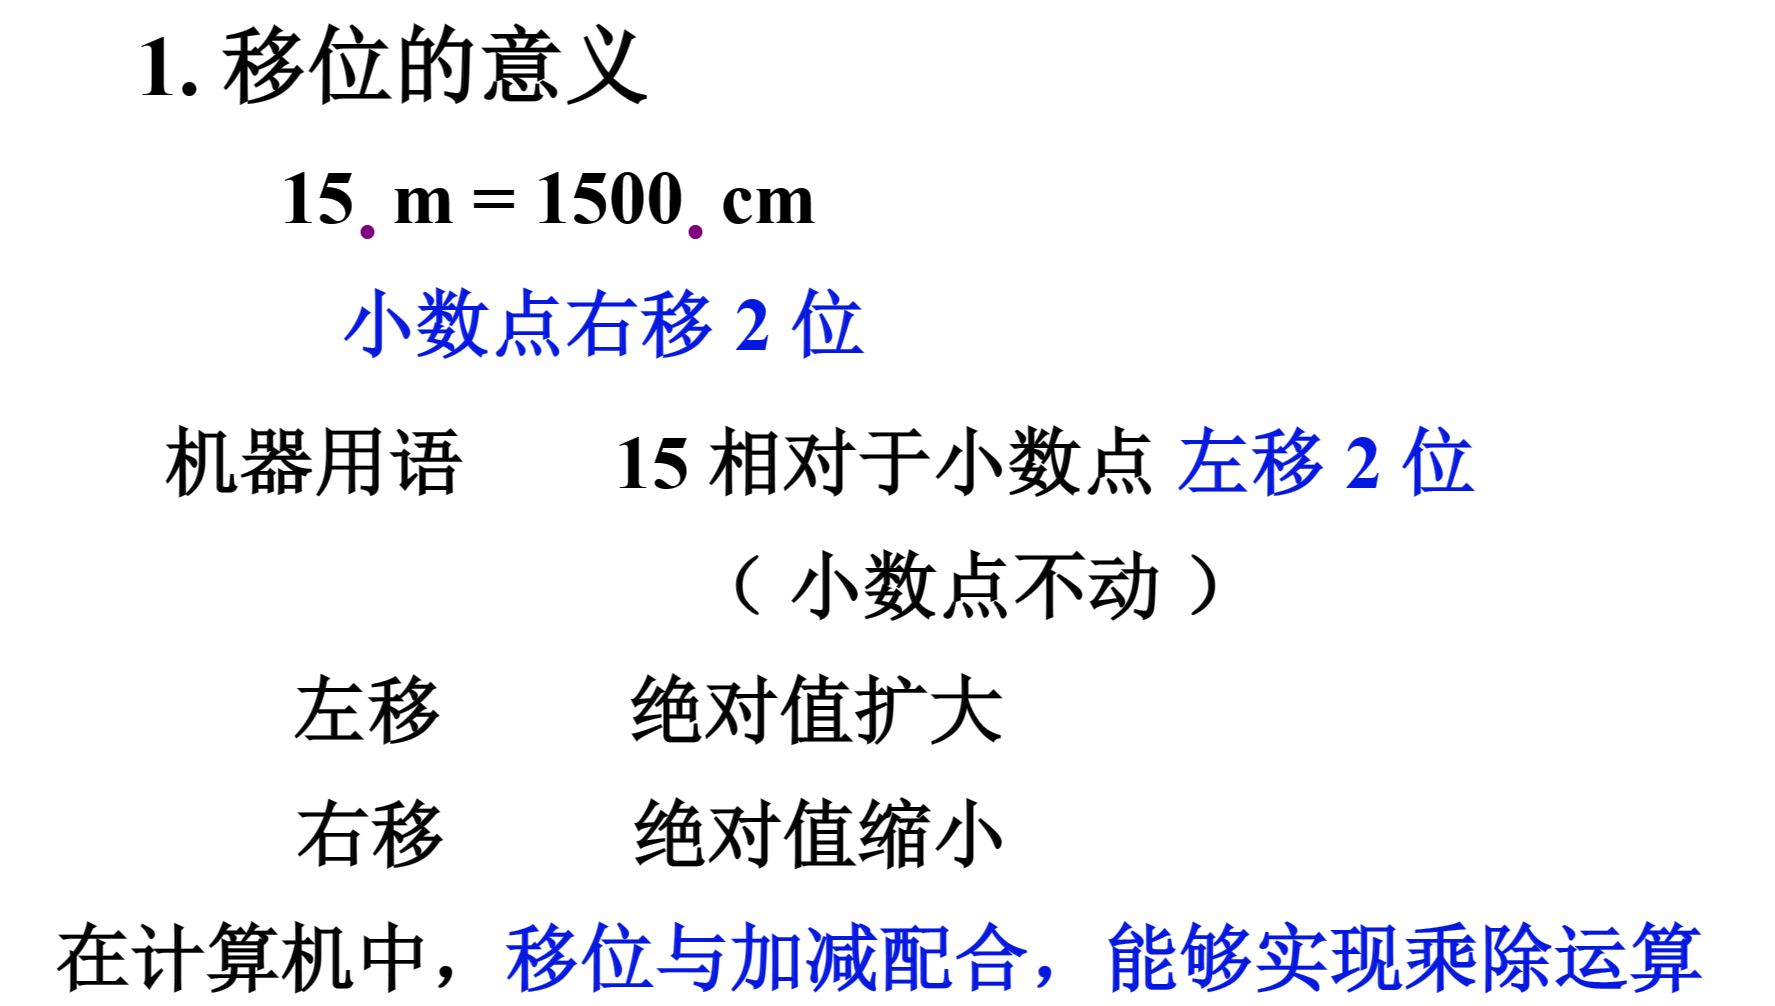 1. 移位的意义
15. m = 1500. cm
小数点右移 2 位
机器用语 15 相对于小数点 左移 2 位
（ 小数点不动 ）
左移 绝对值扩大
右移 绝对值缩小
在计算机中，移位与加减配合，能够实现乘除运算